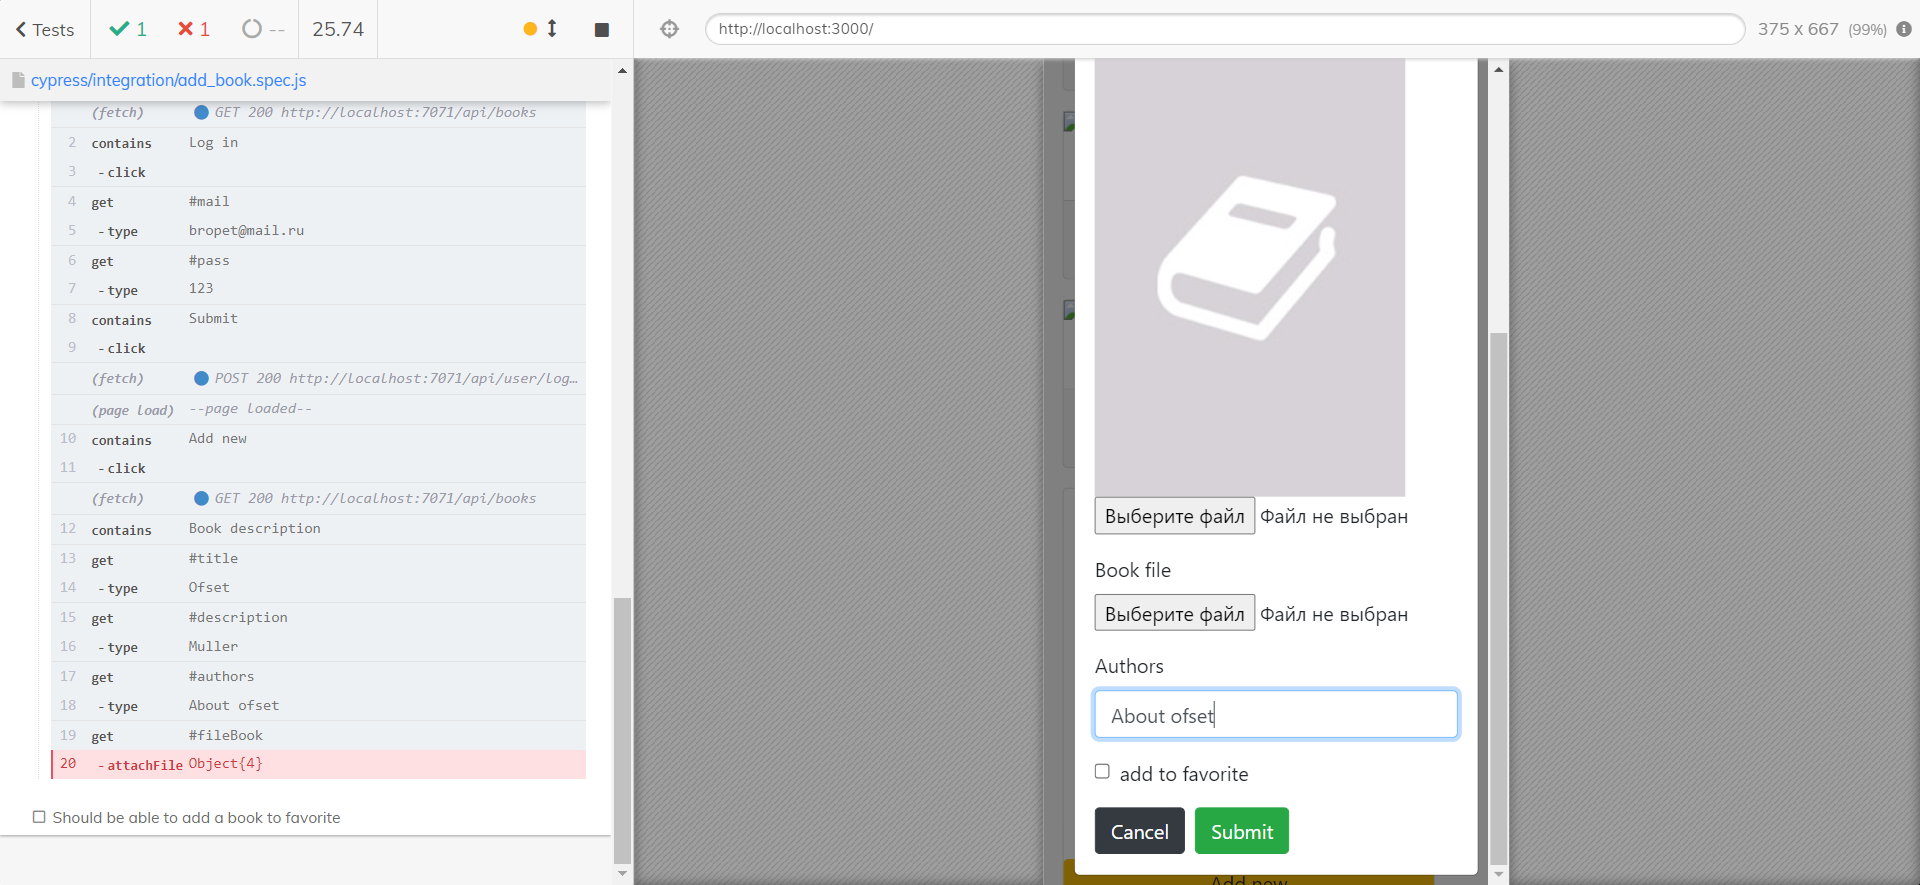 Tests
1
1
--
25.74
http://localhost:3000/
375 x 667 (99%)
cypress/integration/add_book.spec.js
(fetch) GET 200 http://localhost:7071/api/books
2 contains Log in
3 -click
4 get #mail
5 -type bropet@mail.ru
6 get #pass
7 -type 123
8 contains Submit
9 -click
(fetch) POST 200 http://localhost:7071/api/user/log…
(page load) --page loaded--
10 contains Add new
11 -click
(fetch) GET 200 http://localhost:7071/api/books
12 contains Book description
13 get #title
14 -type Ofset
15 get #description
16 -type Muller
17 get #authors
18 -type About ofset
19 get #fileBook
20 -attachFile Object{4}
Should be able to add a book to favorite
Выберите файл Файл не выбран
Book file
Выберите файл Файл не выбран
Authors
About ofset
add to favorite
Cancel Submit
Add new